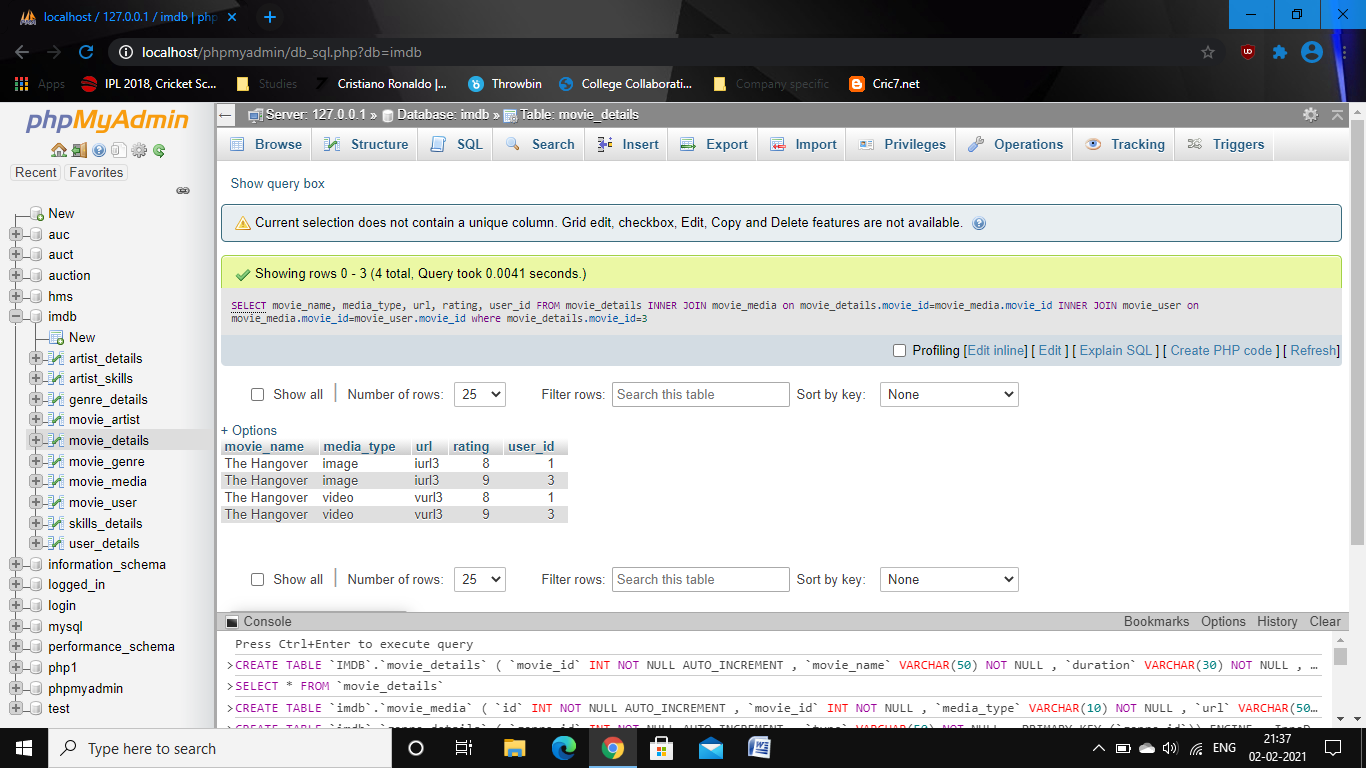 localhost / 127.0.0.1 / imdb | php
localhost/phpmyadmin/db_sql.php?db=imdb
Apps IPL 2018, Cricket Sc... Studies Cristiano Ronaldo |... Throwbin College Collaborati... Company specific Cric7.net
phpMyAdmin
Recent Favorites
New
auc
auct
auction
hms
imdb
New
artist_details
artist_skills
genre_details
movie_artist
movie_details
movie_genre
movie_media
movie_user
skills_details
user_details
information_schema
logged_in
login
mysql
performance_schema
php1
phpmyadmin
test
Server: 127.0.0.1 » Database: imdb » Table: movie_details
Browse Structure SQL Search Insert Export Import Privileges Operations Tracking Triggers
Show query box
Current selection does not contain a unique column. Grid edit, checkbox, Edit, Copy and Delete features are not available.
Showing rows 0 - 3 (4 total, Query took 0.0041 seconds.)
SELECT movie_name, media_type, url, rating, user_id FROM movie_details INNER JOIN movie_media on movie_details.movie_id=movie_media.movie_id INNER JOIN movie_user on
movie_media.movie_id=movie_user.movie_id where movie_details.movie_id=3
Profiling [Edit inline] [ Edit ] [ Explain SQL ] [ Create PHP code ] [ Refresh]
Show all | Number of rows: 25 Filter rows: Search this table Sort by key: None
+ Options
movie_name media_type url rating user_id
The Hangover image iurl3 8 1
The Hangover image iurl3 9 3
The Hangover video vurl3 8 1
The Hangover video vurl3 9 3
Show all | Number of rows: 25 Filter rows: Search this table Sort by key: None
Console Bookmarks Options History Clear
Press Ctrl+Enter to execute query
>CREATE TABLE `IMDB`.`movie_details` ( `movie_id` INT NOT NULL AUTO_INCREMENT , `movie_name` VARCHAR(50) NOT NULL , `duration` VARCHAR(30) NOT NULL , …
>SELECT * FROM `movie_details`
>CREATE TABLE `imdb`.`movie_media` ( `id` INT NOT NULL AUTO_INCREMENT , `movie_id` INT NOT NULL , `media_type` VARCHAR(10) NOT NULL , `url` VARCHAR(50…
Type here to search
ENG
21:37
02-02-2021